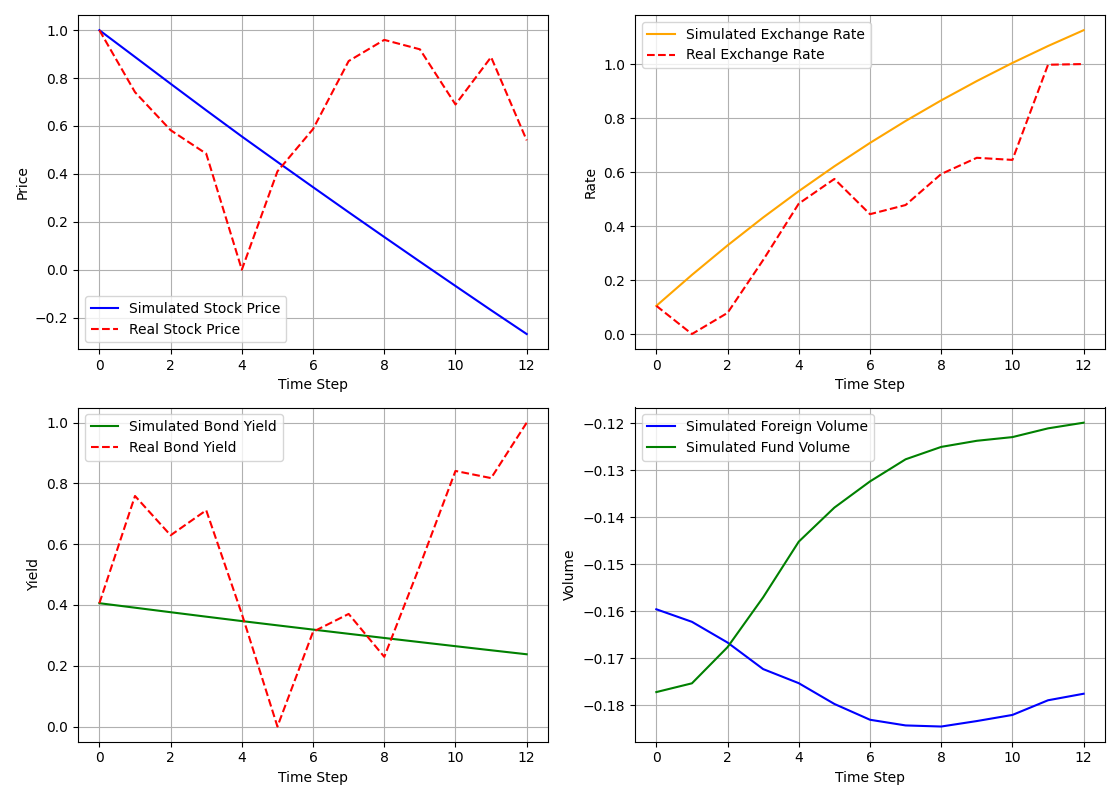 1.0
0.8
0.6
0.4
0.2
0.0
−0.2
Price
Simulated Stock Price
Real Stock Price
0 2 4 6 8 10 12
Time Step
Simulated Exchange Rate
Real Exchange Rate
1.0
0.8
0.6
0.4
0.2
0.0
Rate
0 2 4 6 8 10 12
Time Step
Simulated Bond Yield
Real Bond Yield
1.0
0.8
0.6
0.4
0.2
0.0
Yield
0 2 4 6 8 10 12
Time Step
Simulated Foreign Volume
Simulated Fund Volume
−0.12
−0.13
−0.14
−0.15
−0.16
−0.17
−0.18
Volume
0 2 4 6 8 10 12
Time Step